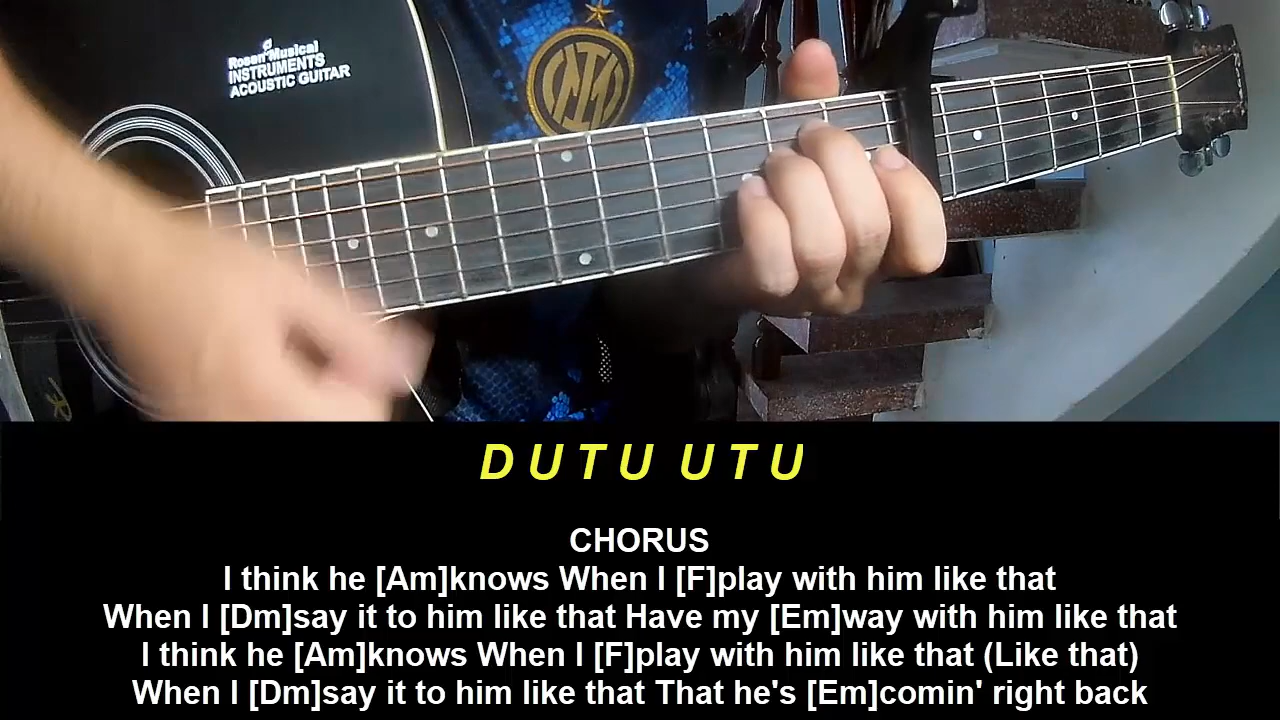 Rosen Musical
INSTRUMENTS
ACOUSTIC GUITAR
D U T U  U T U
CHORUS
I think he [Am]knows When I [F]play with him like that
When I [Dm]say it to him like that Have my [Em]way with him like that
I think he [Am]knows When I [F]play with him like that (Like that)
When I [Dm]say it to him like that That he's [Em]comin' right back